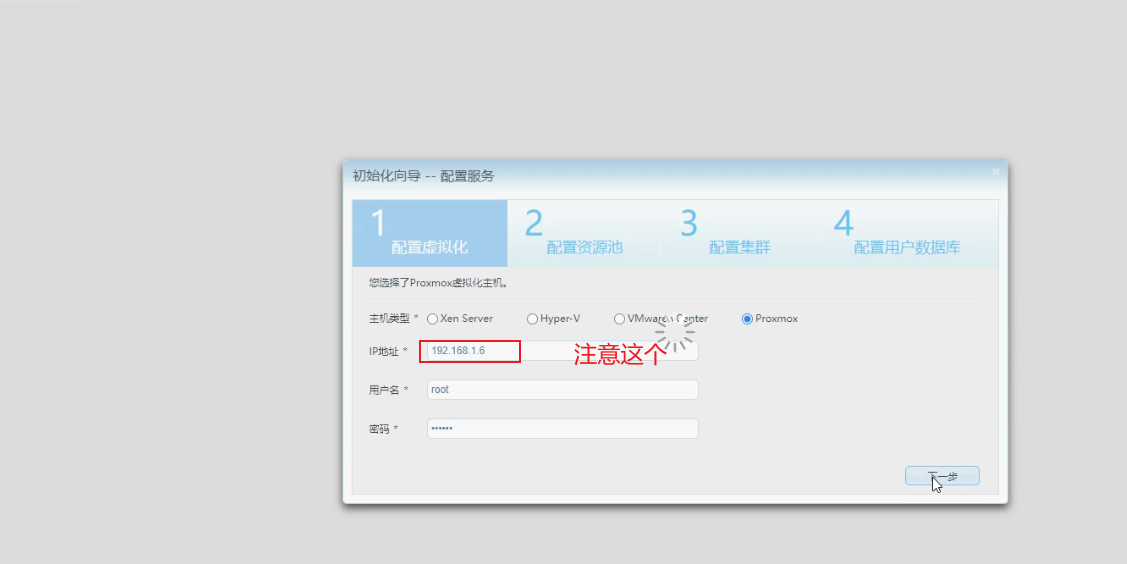 初始化向导 -- 配置服务
1 配置虚拟化
2 配置资源池
3 配置集群
4 配置用户数据库
您选择了Proxmox虚拟化主机。
主机类型 * Xen Server Hyper-V VMware Center Proxmox
IP地址 * 192.168.1.6 注意这个
用户名 * root
密码 * ••••••
下一步